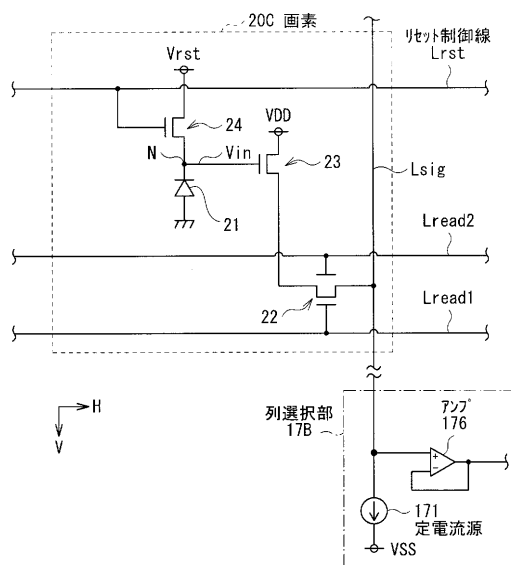 20C 画素
リセット制御線
Lrst
Vrst
24
VDD
N
Vin
23
Lsig
21
Lread2
22
Lread1
H
V
列選択部
17B
アンプ
176
+
-
171
定電流源
VSS